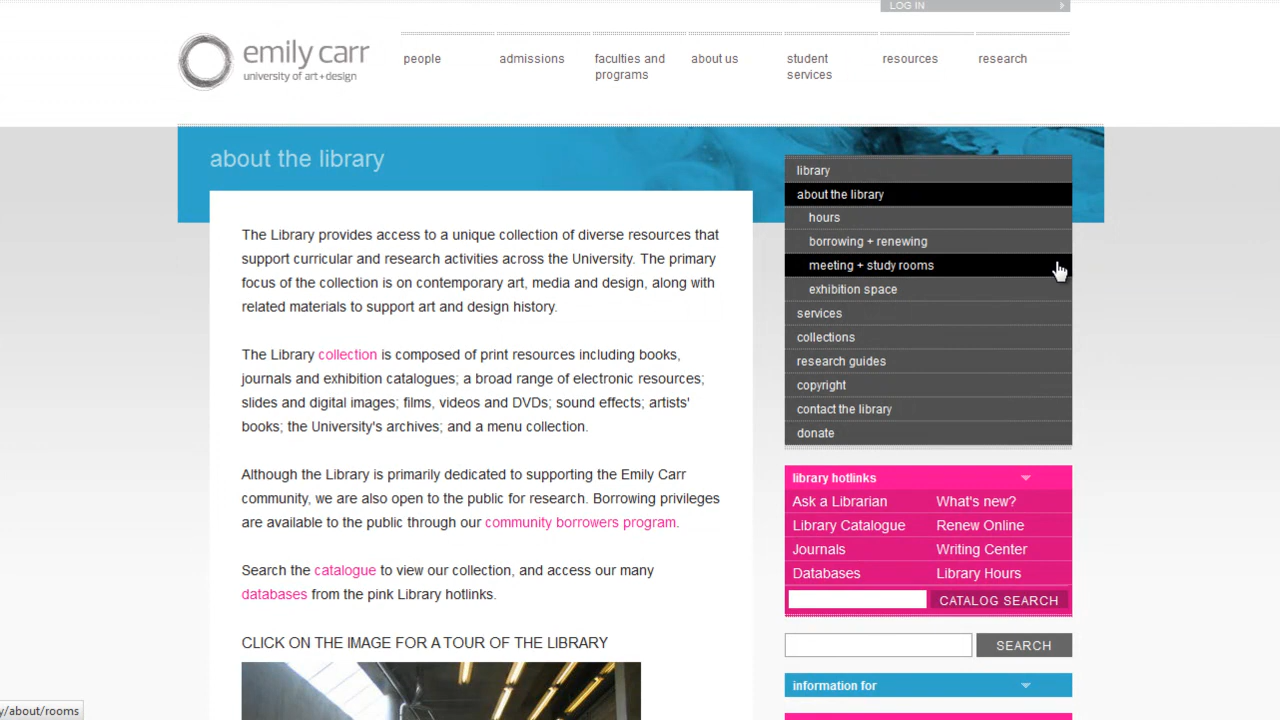 LOG IN
emily carr
university of art+design
people
admissions
faculties and
programs
about us
student
services
resources
research
about the library
The Library provides access to a unique collection of diverse resources that
support curricular and research activities across the University. The primary
focus of the collection is on contemporary art, media and design, along with
related materials to support art and design history.
The Library collection is composed of print resources including books,
journals and exhibition catalogues; a broad range of electronic resources;
slides and digital images; films, videos and DVDs; sound effects; artists'
books; the University's archives; and a menu collection.
Although the Library is primarily dedicated to supporting the Emily Carr
community, we are also open to the public for research. Borrowing privileges
are available to the public through our community borrowers program.
Search the catalogue to view our collection, and access our many
databases from the pink Library hotlinks.
CLICK ON THE IMAGE FOR A TOUR OF THE LIBRARY
library
about the library
hours
borrowing + renewing
meeting + study rooms
exhibition space
services
collections
research guides
copyright
contact the library
donate
library hotlinks
Ask a Librarian What's new?
Library Catalogue Renew Online
Journals Writing Center
Databases Library Hours
CATALOG SEARCH
SEARCH
information for
y/about/rooms